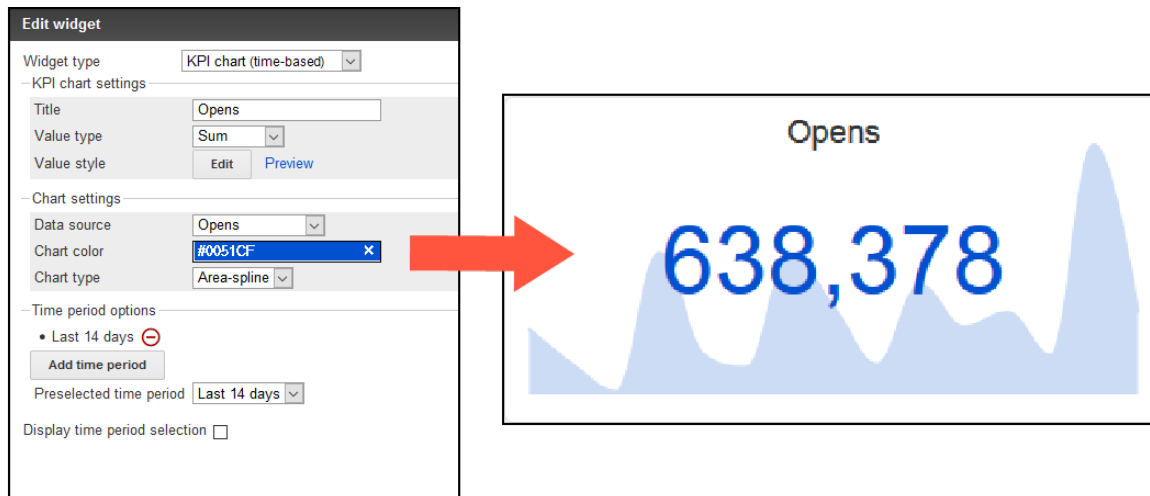 Edit widget
Widget type KPI chart (time-based)
KPI chart settings
Title Opens
Value type Sum
Value style Edit Preview
Chart settings
Data source Opens
Chart color #0051CF ×
Chart type Area-spline
Time period options
• Last 14 days
Add time period
Preselected time period Last 14 days
Display time period selection
Opens
638,378